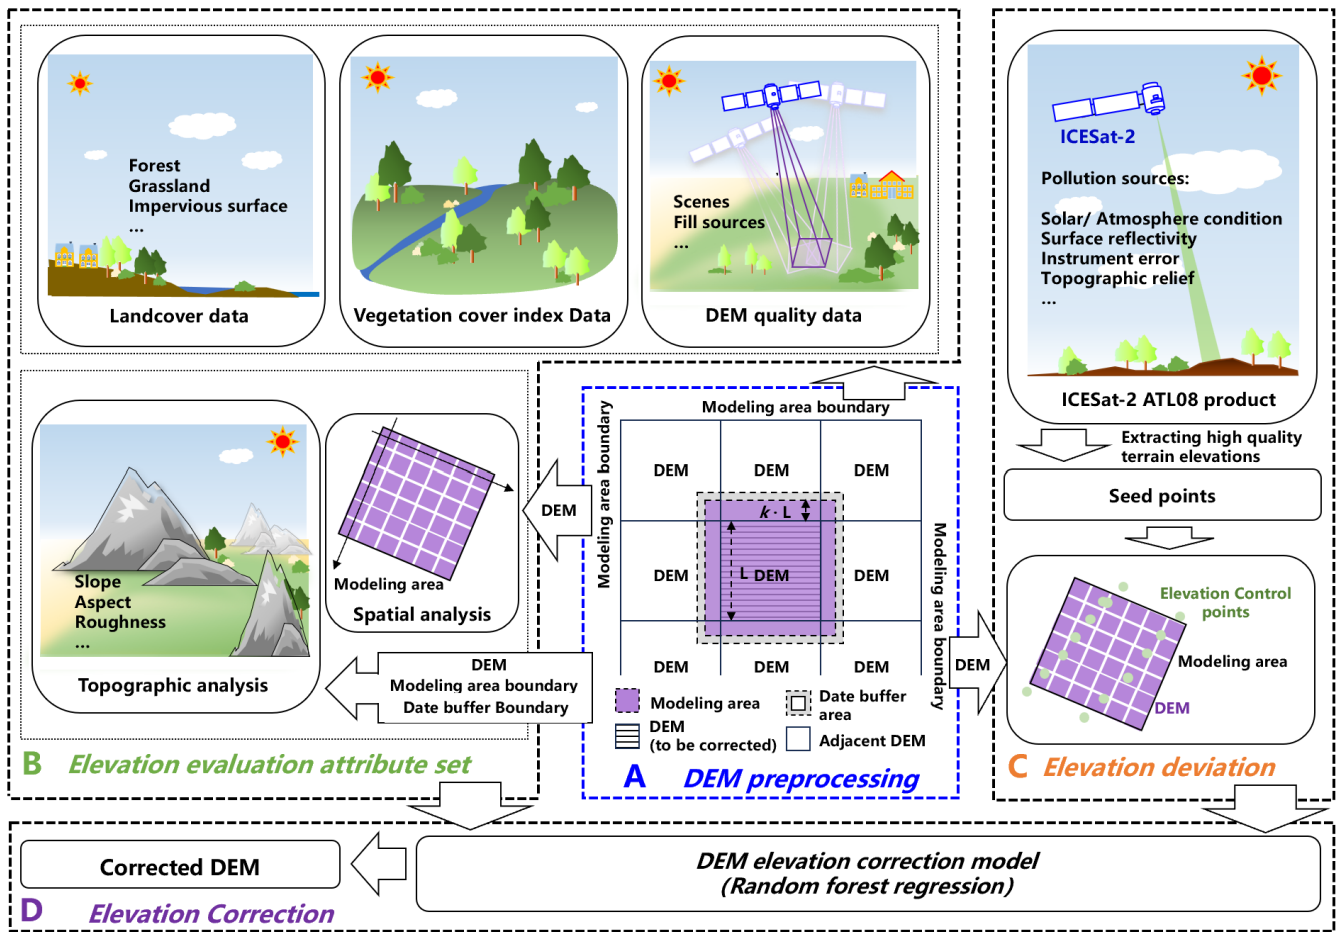 Forest
Grassland
Impervious surface
...
Landcover data
Vegetation cover index Data
Scenes
Fill sources
...
DEM quality data
ICESat-2
Pollution sources:
Solar/ Atmosphere condition
Surface reflectivity
Instrument error
Topographic relief
...
ICESat-2 ATL08 product
Extracting high quality
terrain elevations
Seed points
Elevation Control
points
Modeling area
DEM
C Elevation deviation
Slope
Aspect
Roughness
...
Topographic analysis
Modeling area
Spatial analysis
DEM
DEM
Modeling area boundary
Date buffer Boundary
B Elevation evaluation attribute set
Modeling area boundary
Modeling area boundary
Modeling area boundary
DEM DEM DEM
k · L
DEM L DEM DEM
DEM DEM DEM
DEM
Modeling area
Date buffer
area
DEM
(to be corrected)
Adjacent DEM
A DEM preprocessing
Corrected DEM
DEM elevation correction model
(Random forest regression)
D Elevation Correction